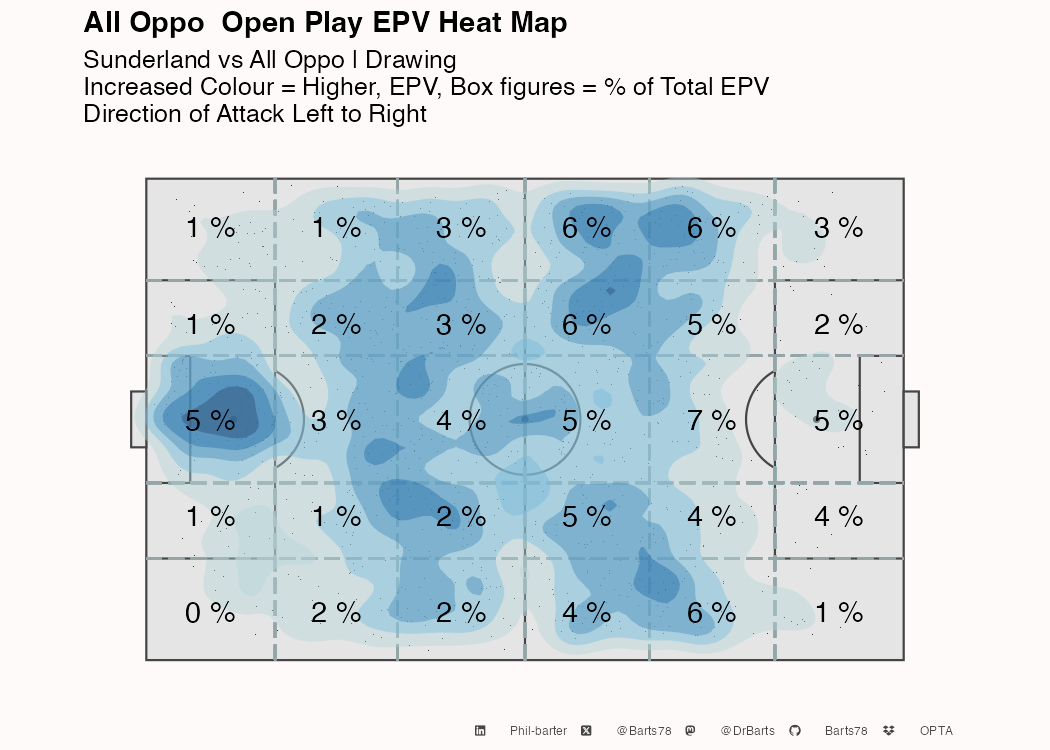 All Oppo  Open Play EPV Heat Map
Sunderland vs All Oppo | Drawing
Increased Colour = Higher, EPV, Box figures = % of Total EPV
Direction of Attack Left to Right
1 % 1 % 3 % 6 % 6 % 3 %
1 % 2 % 3 % 6 % 5 % 2 %
5 % 3 % 4 % 5 % 7 % 5 %
1 % 1 % 2 % 5 % 4 % 4 %
0 % 2 % 2 % 4 % 6 % 1 %
Phil-barter @Barts78 @DrBarts Barts78 OPTA